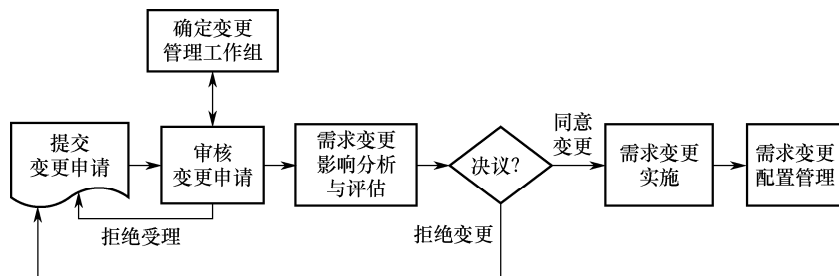 确定变更
管理工作组
提交
变更申请
审核
变更申请
需求变更
影响分析
与评估
决议?
同意
变更
需求变更
实施
需求变更
配置管理
拒绝受理
拒绝变更